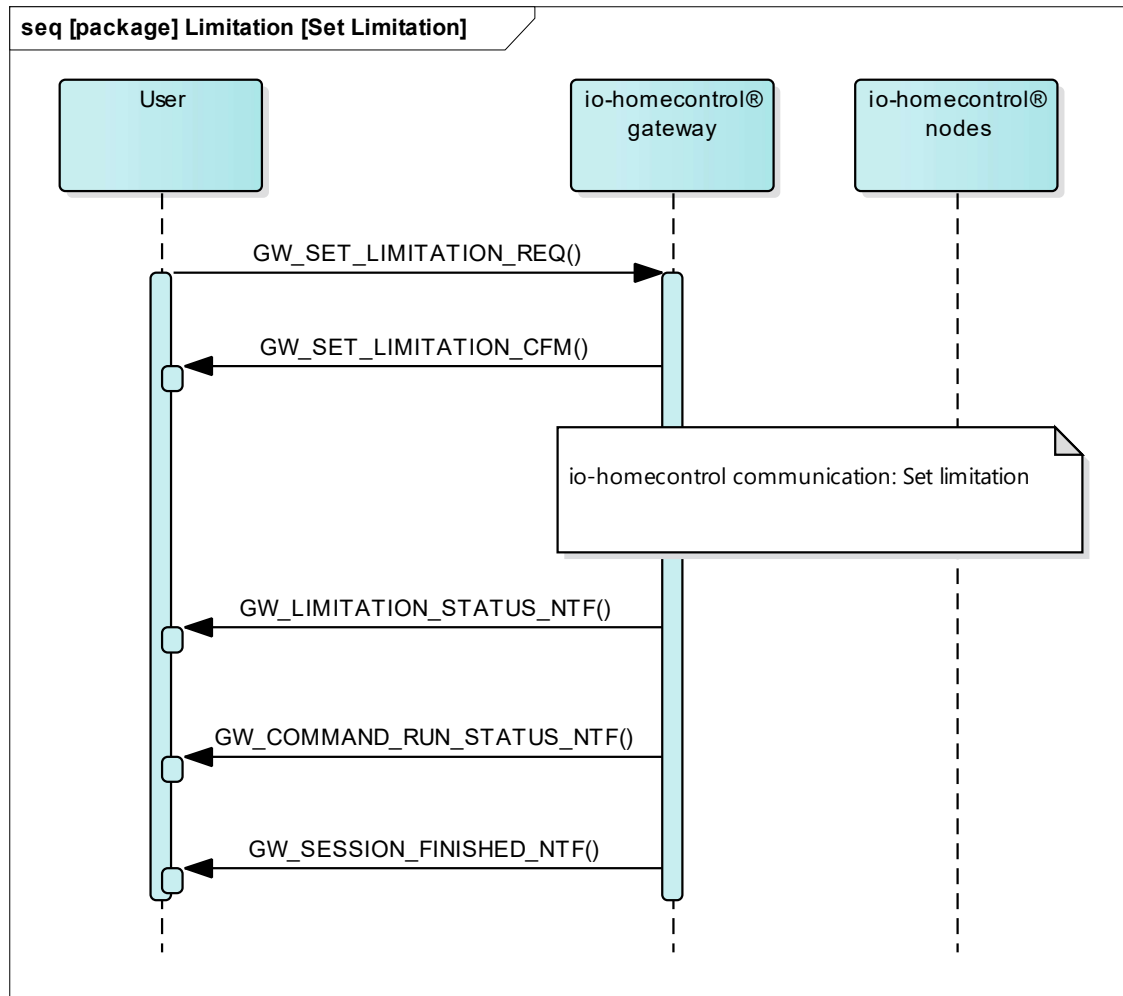 seq [package] Limitation [Set Limitation]
User
io-homecontrol®
gateway
io-homecontrol®
nodes
GW_SET_LIMITATION_REQ()
GW_SET_LIMITATION_CFM()
io-homecontrol communication: Set limitation
GW_LIMITATION_STATUS_NTF()
GW_COMMAND_RUN_STATUS_NTF()
GW_SESSION_FINISHED_NTF()